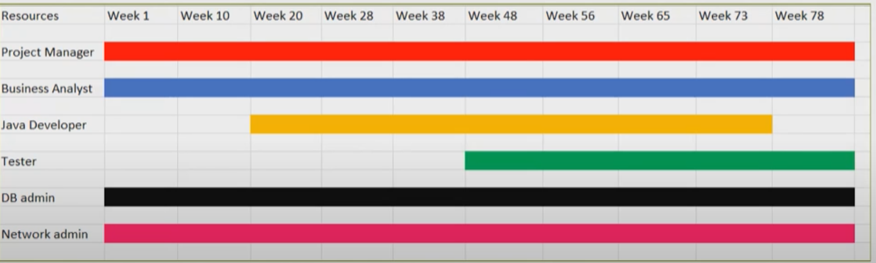 Resources Week 1 Week 10 Week 20 Week 28 Week 38 Week 48 Week 56 Week 65 Week 73 Week 78
Project Manager
Business Analyst
Java Developer
Tester
DB admin
Network admin